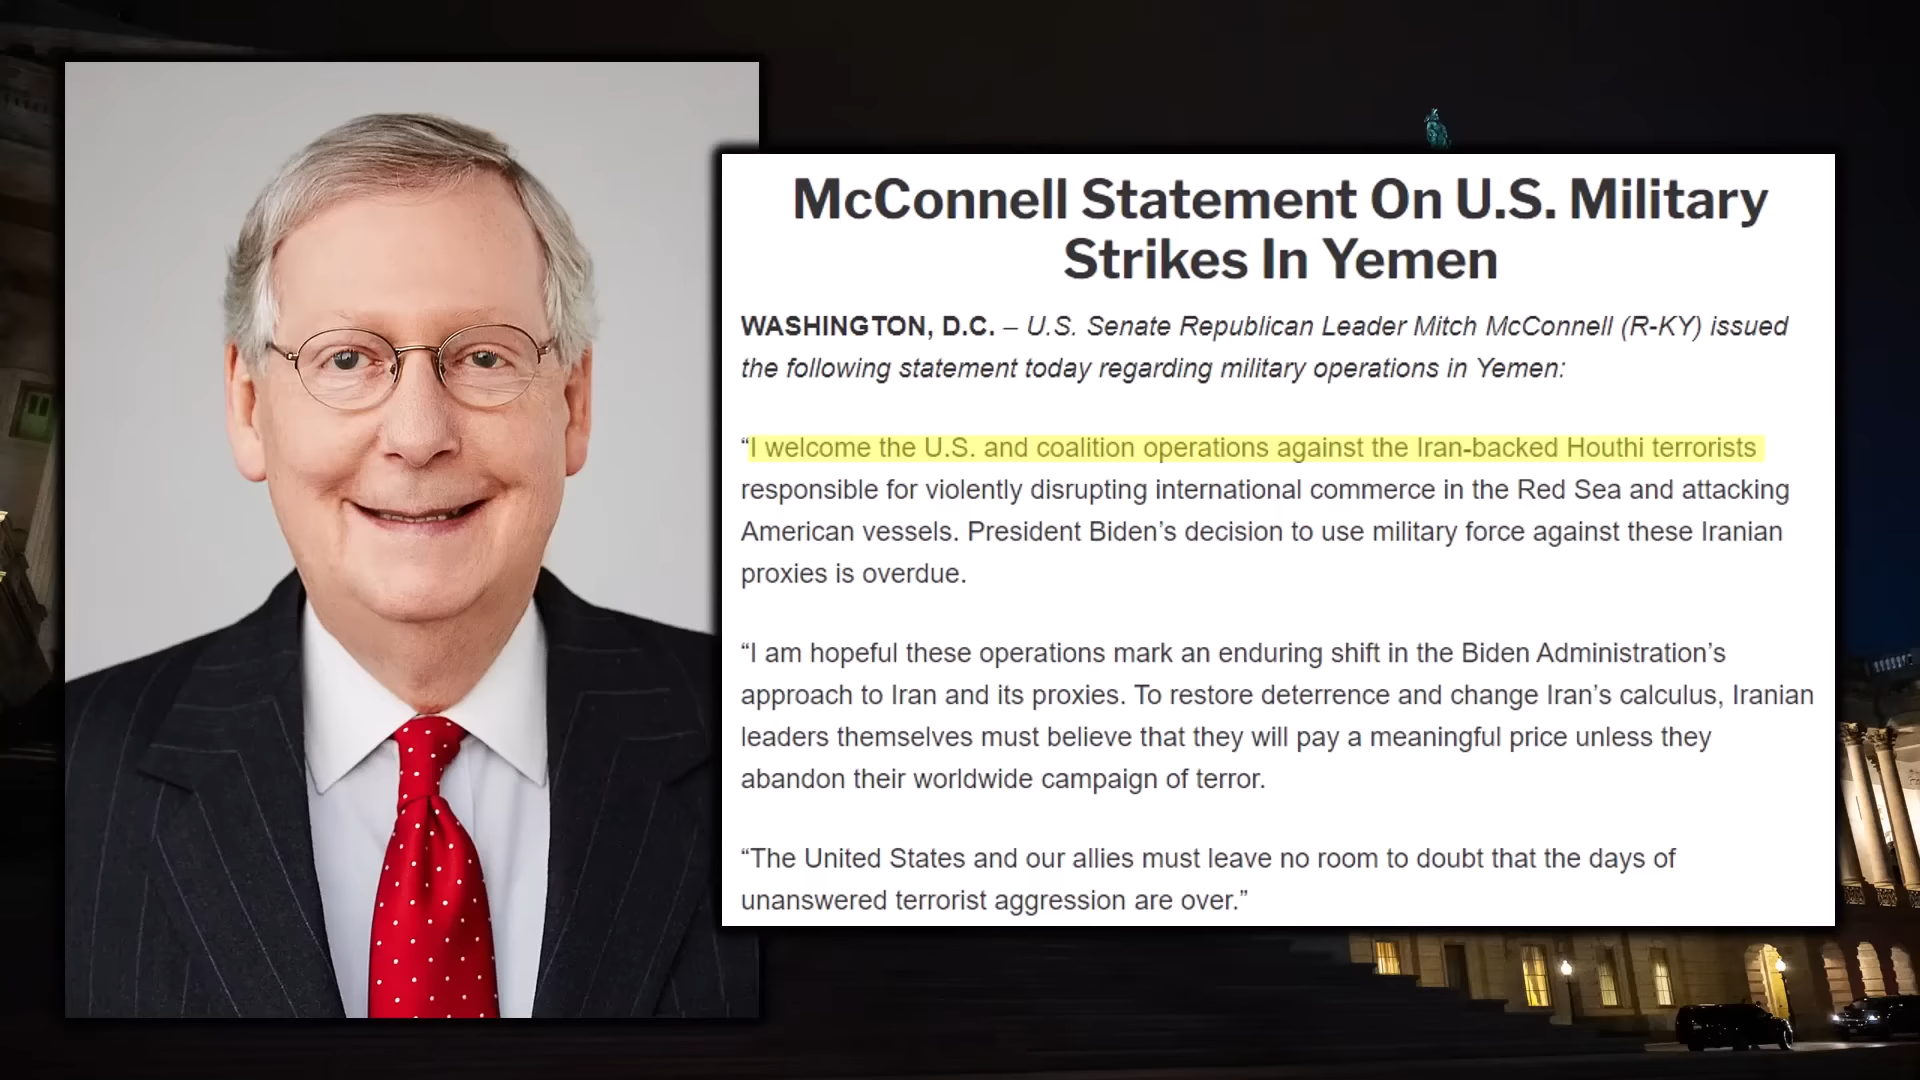 McConnell Statement On U.S. Military
Strikes In Yemen
WASHINGTON, D.C. – U.S. Senate Republican Leader Mitch McConnell (R-KY) issued
the following statement today regarding military operations in Yemen:
“I welcome the U.S. and coalition operations against the Iran-backed Houthi terrorists
responsible for violently disrupting international commerce in the Red Sea and attacking
American vessels. President Biden’s decision to use military force against these Iranian
proxies is overdue.
“I am hopeful these operations mark an enduring shift in the Biden Administration’s
approach to Iran and its proxies. To restore deterrence and change Iran’s calculus, Iranian
leaders themselves must believe that they will pay a meaningful price unless they
abandon their worldwide campaign of terror.
“The United States and our allies must leave no room to doubt that the days of
unanswered terrorist aggression are over.”